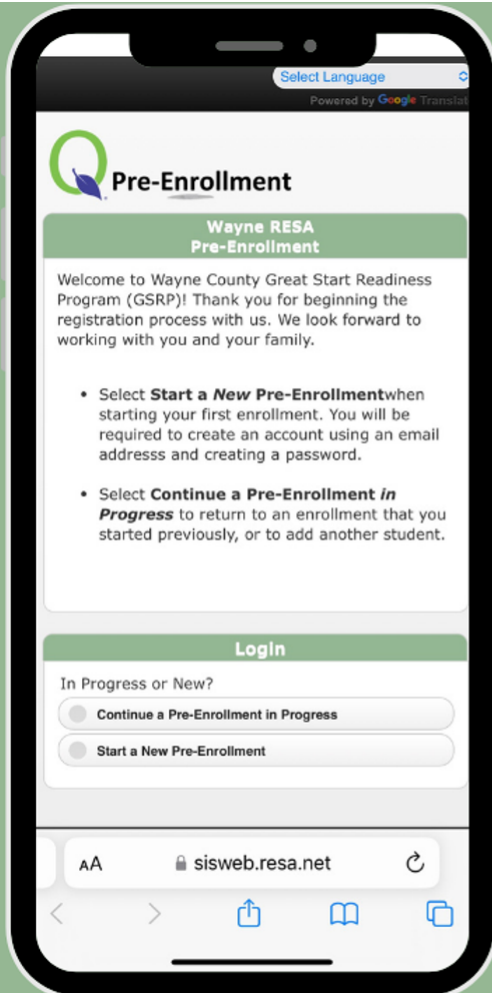 Select Language
Powered by Google Translat
Pre-Enrollment
Wayne RESA
Pre-Enrollment
Welcome to Wayne County Great Start Readiness
Program (GSRP)! Thank you for beginning the
registration process with us. We look forward to
working with you and your family.
• Select Start a New Pre-Enrollmentwhen
starting your first enrollment. You will be
required to create an account using an email
addresss and creating a password.
• Select Continue a Pre-Enrollment in
Progress to return to an enrollment that you
started previously, or to add another student.
Login
In Progress or New?
Continue a Pre-Enrollment in Progress
Start a New Pre-Enrollment
AA sisweb.resa.net